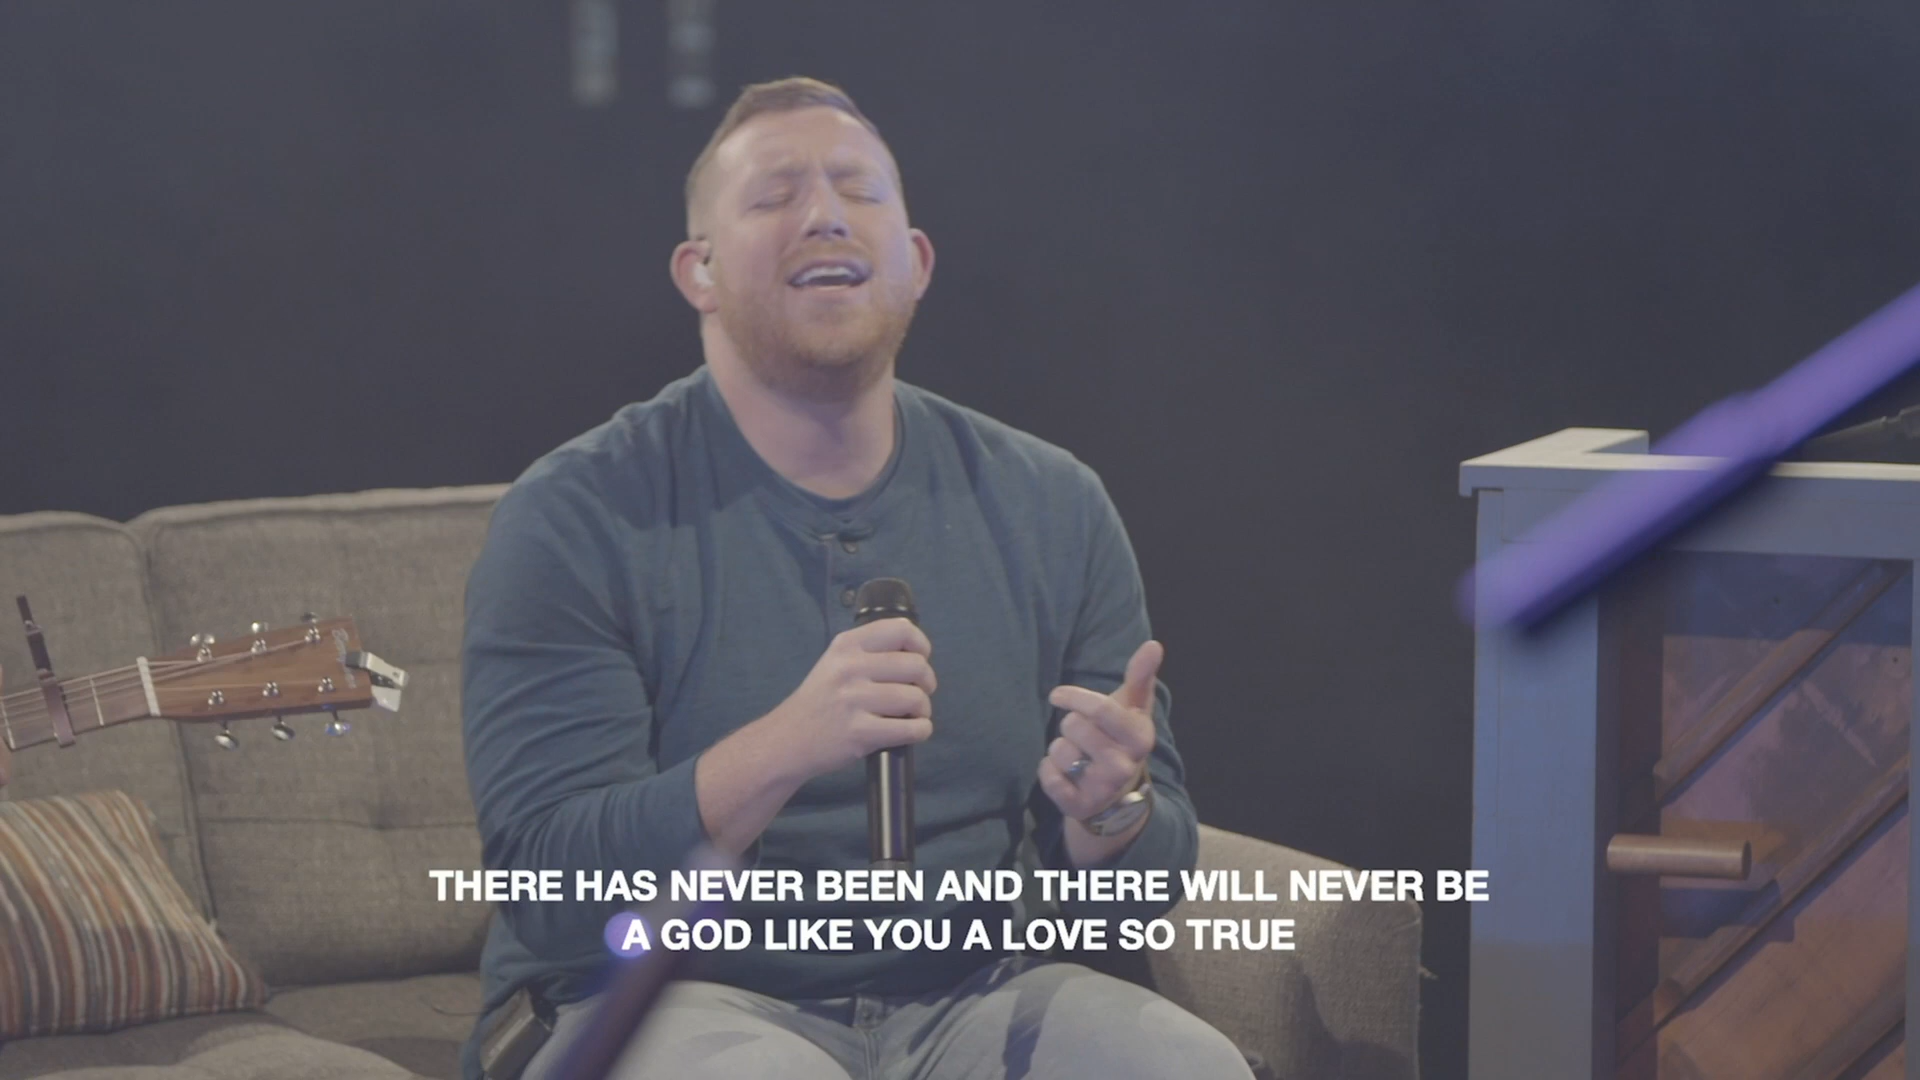 THERE HAS NEVER BEEN AND THERE WILL NEVER BE
A GOD LIKE YOU A LOVE SO TRUE